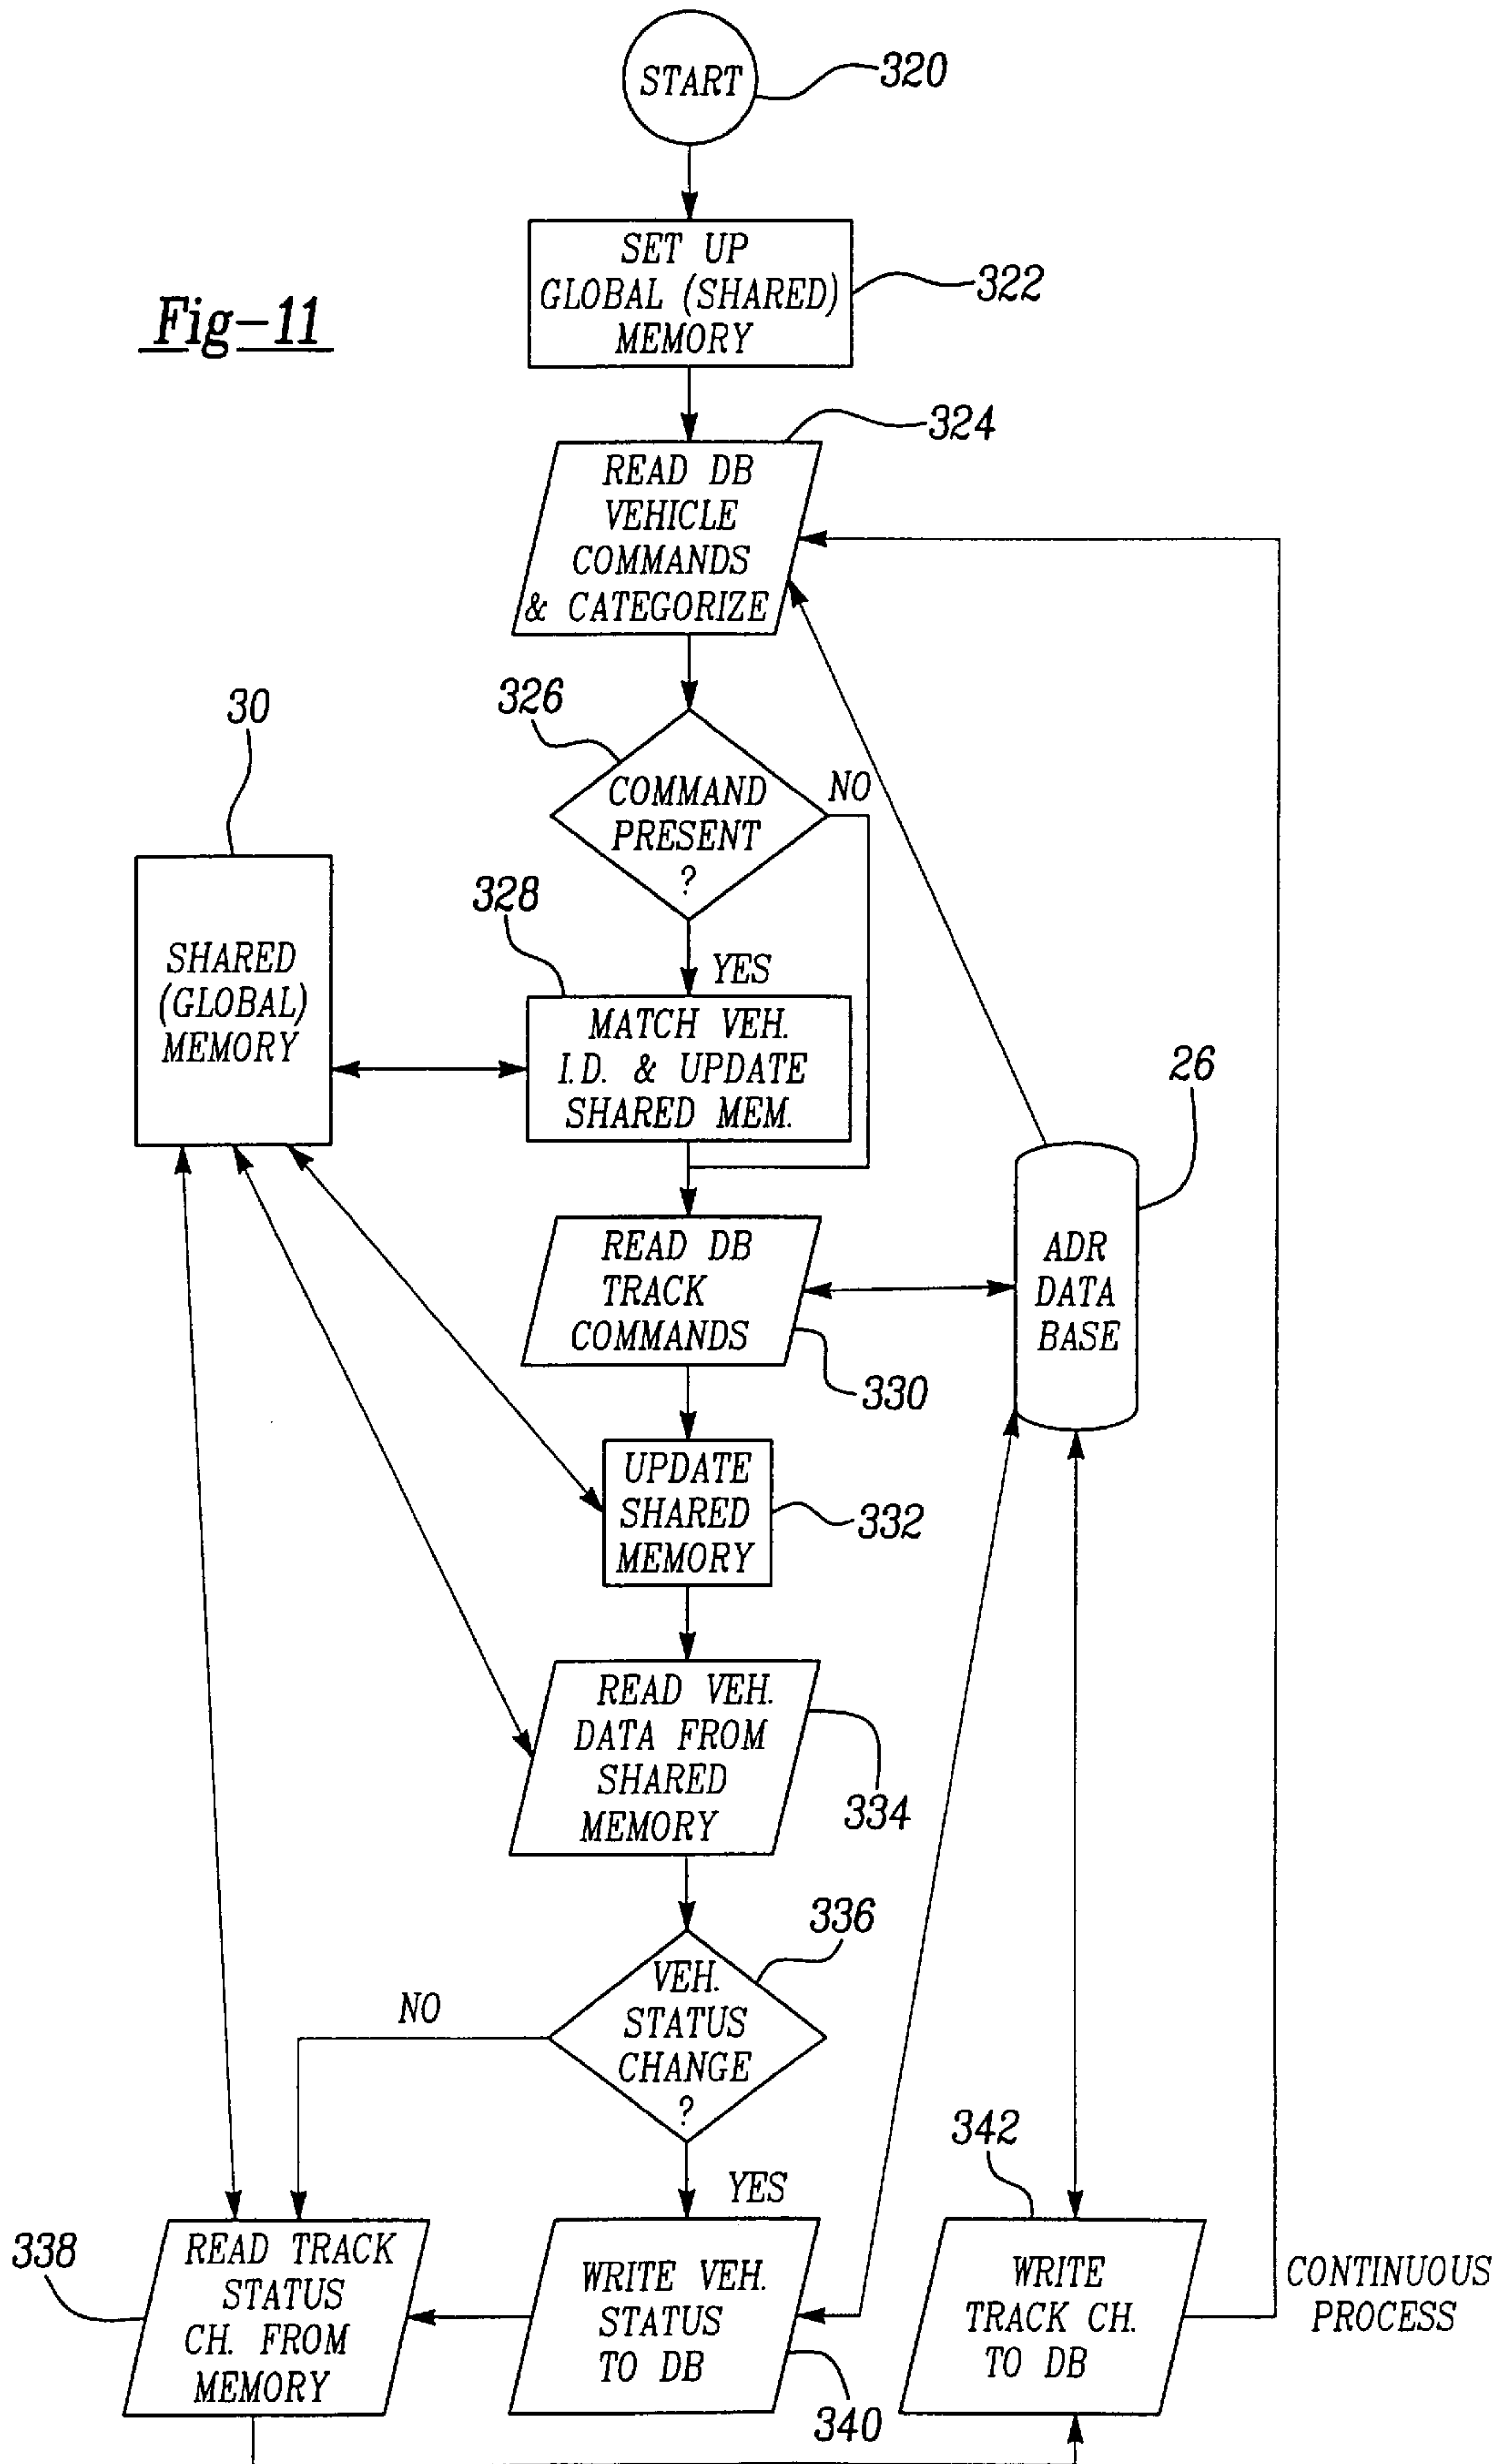 START
320
SET UP
GLOBAL (SHARED)
MEMORY
322
Fig-11
324
READ DB
VEHICLE
COMMANDS
& CATEGORIZE
326
30
COMMAND
PRESENT
?
NO
328
YES
SHARED
(GLOBAL)
MEMORY
MATCH VEH.
I.D. & UPDATE
SHARED MEM.
26
READ DB
TRACK
COMMANDS
ADR
DATA
BASE
330
UPDATE
SHARED
MEMORY
332
READ VEH.
DATA FROM
SHARED
MEMORY
334
336
VEH.
STATUS
CHANGE
?
NO
YES
342
338
READ TRACK
STATUS
CH. FROM
MEMORY
WRITE VEH.
STATUS
TO DB
340
WRITE
TRACK CH.
TO DB
CONTINUOUS
PROCESS